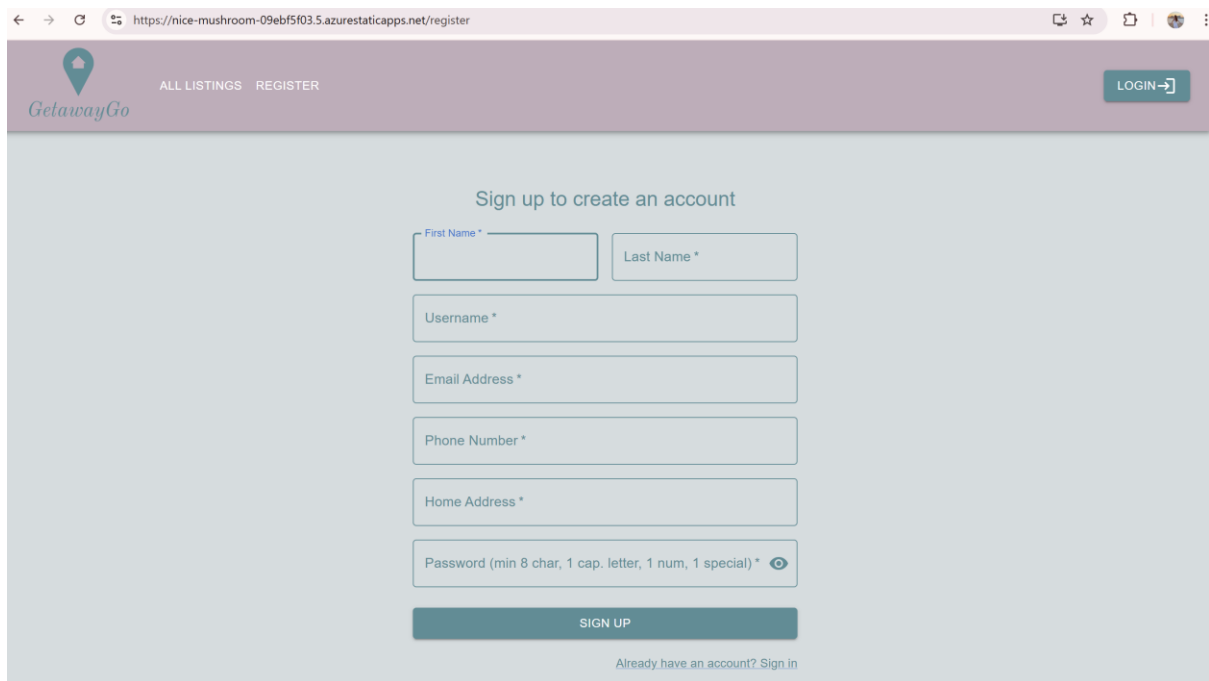 https://nice-mushroom-09ebf5f03.5.azurestaticapps.net/register
GetawayGo
ALL LISTINGS REGISTER
LOGIN
Sign up to create an account
First Name *
Last Name *
Username *
Email Address *
Phone Number *
Home Address *
Password (min 8 char, 1 cap. letter, 1 num, 1 special) *
SIGN UP
Already have an account? Sign in